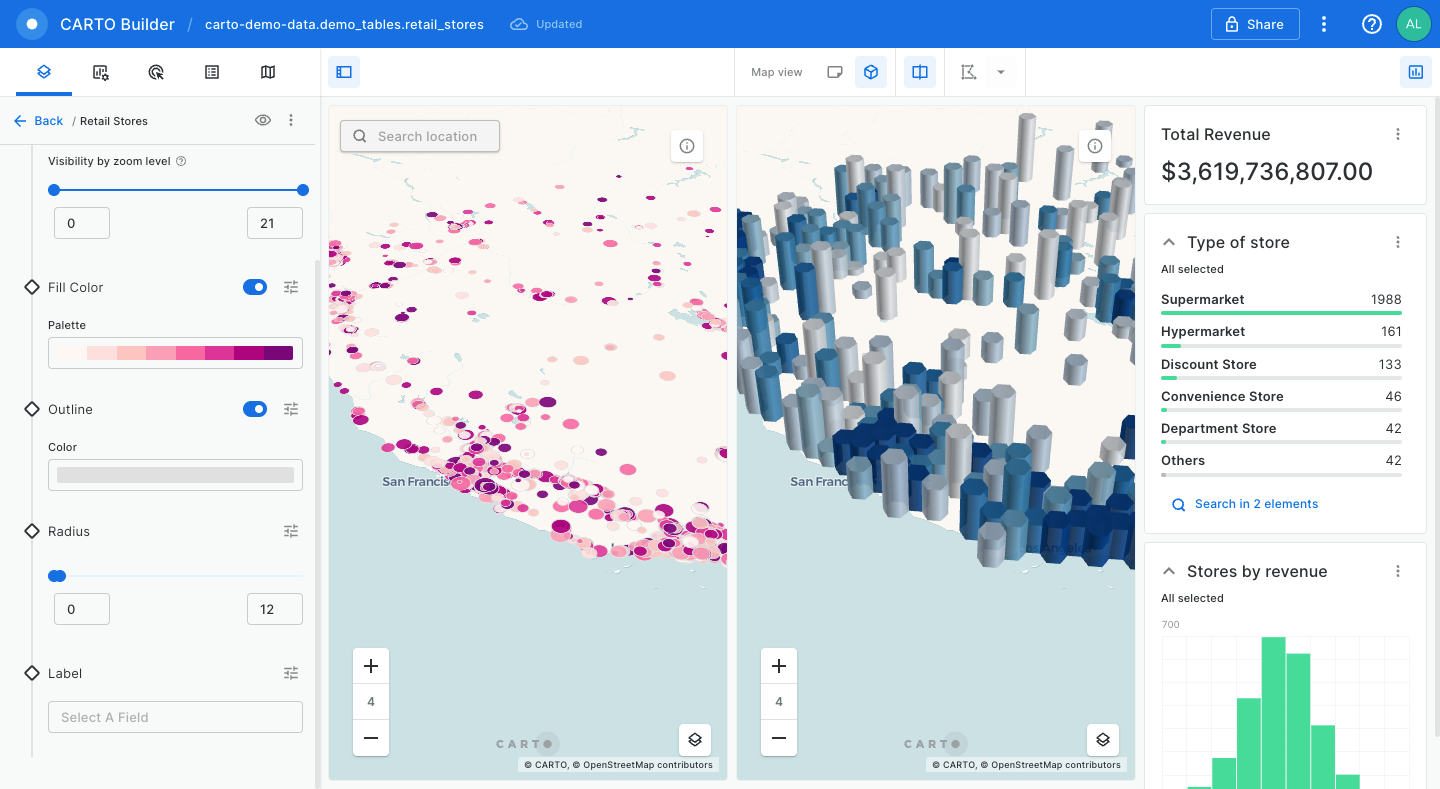 CARTO Builder / carto-demo-data.demo_tables.retail_stores Updated Share AL
Map view
Back / Retail Stores
Visibility by zoom level
0 21
Fill Color
Palette
Outline
Color
Radius
0 12
Label
Select A Field
Search location
San Francis
4
CARTO
© CARTO, © OpenStreetMap contributors
San Franc
4
CARTO
© CARTO, © OpenStreetMap contributors
Total Revenue
$3,619,736,807.00
Type of store
All selected
Supermarket 1988
Hypermarket 161
Discount Store 133
Convenience Store 46
Department Store 42
Others 42
Search in 2 elements
Stores by revenue
All selected
700